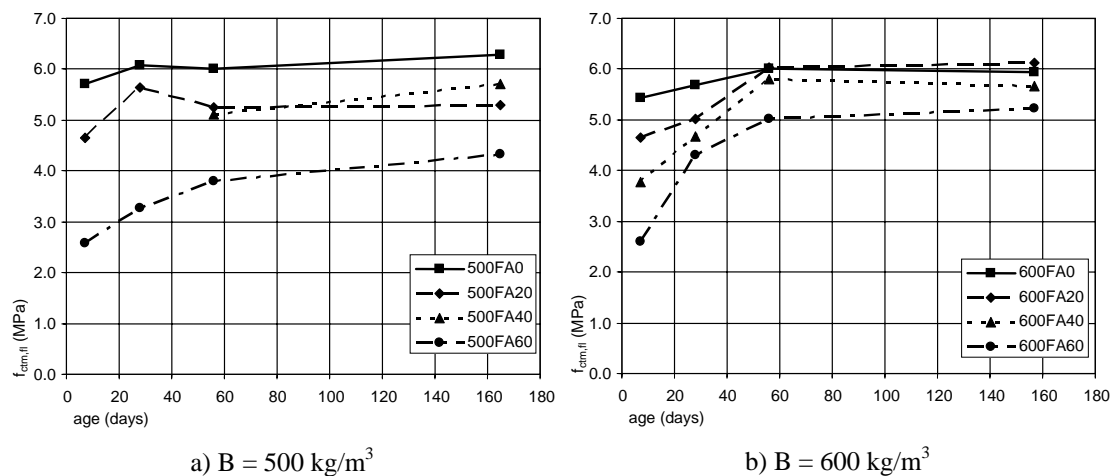 7.0
6.0
5.0
4.0
3.0
2.0
1.0
0.0
f_ctm,fl (MPa)
0 20 40 60 80 100 120 140 160 180
age (days)
500FA0
500FA20
500FA40
500FA60
a) B = 500 kg/m³
7.0
6.0
5.0
4.0
3.0
2.0
1.0
0.0
f_ctm,fl (MPa)
0 20 40 60 80 100 120 140 160 180
age (days)
600FA0
600FA20
600FA40
600FA60
b) B = 600 kg/m³